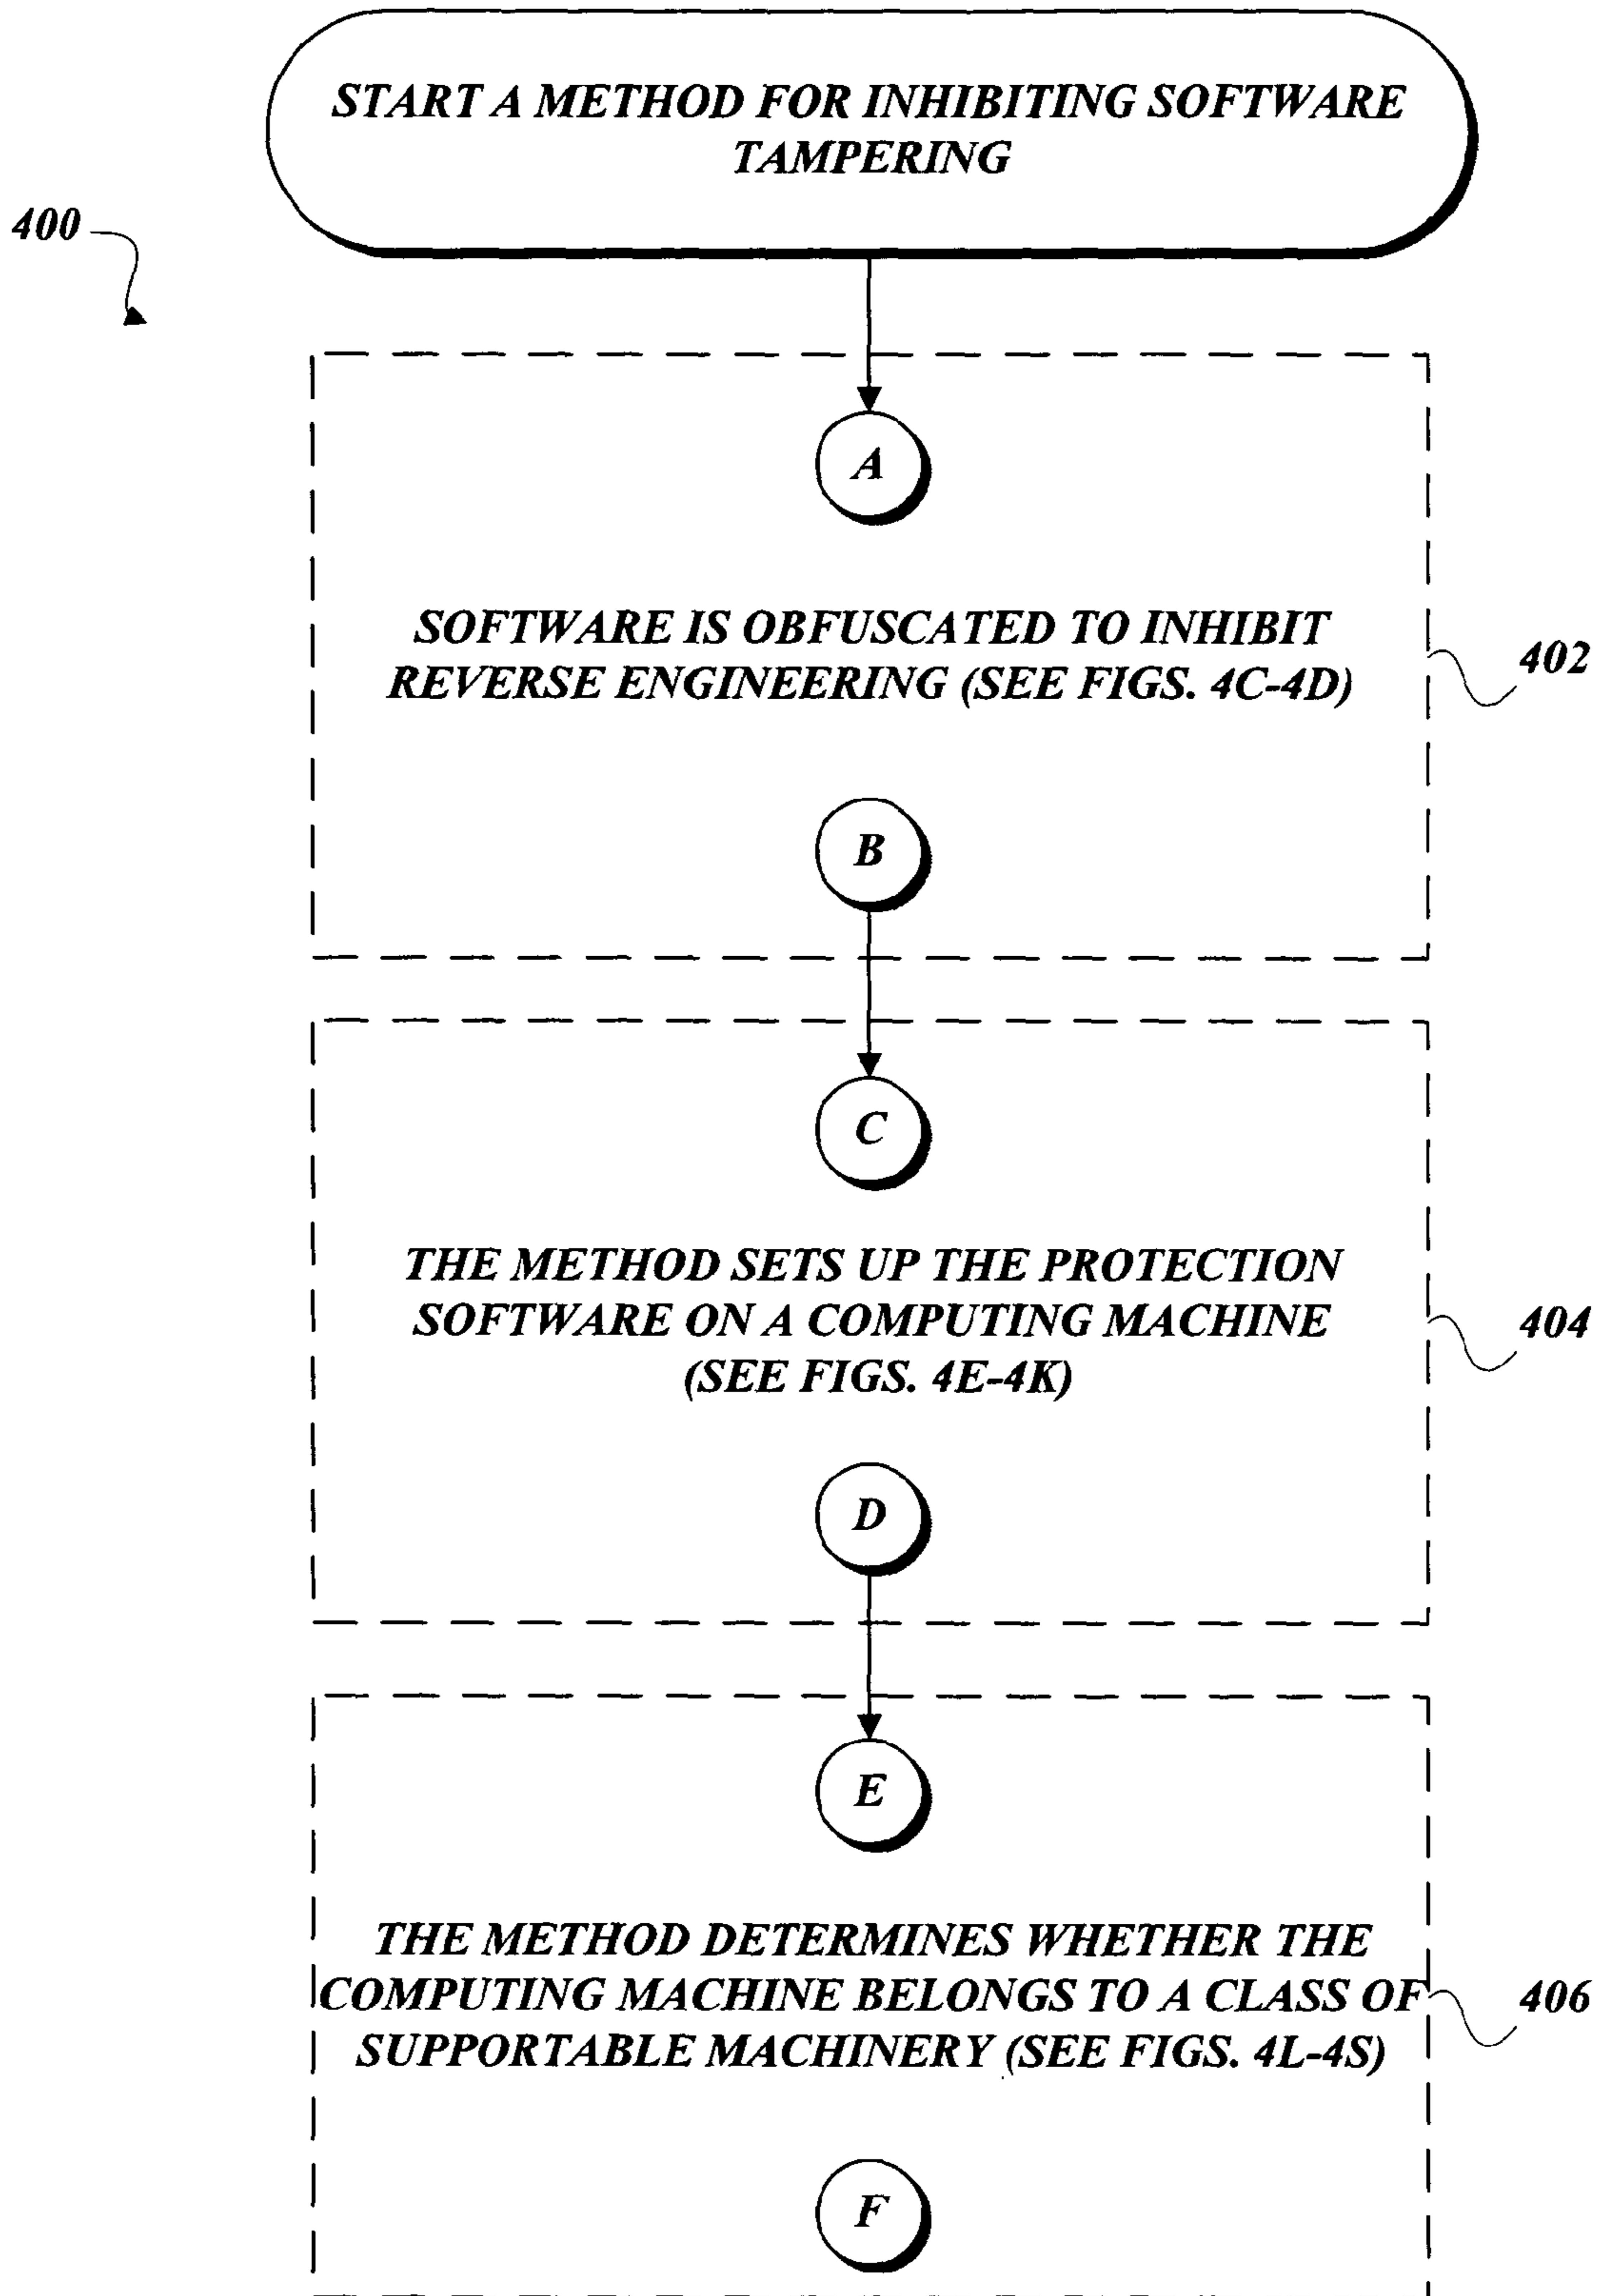 START A METHOD FOR INHIBITING SOFTWARE
TAMPERING
400
A
SOFTWARE IS OBFUSCATED TO INHIBIT
REVERSE ENGINEERING (SEE FIGS. 4C-4D)
402
B
C
THE METHOD SETS UP THE PROTECTION
SOFTWARE ON A COMPUTING MACHINE
(SEE FIGS. 4E-4K)
404
D
E
THE METHOD DETERMINES WHETHER THE
COMPUTING MACHINE BELONGS TO A CLASS OF
SUPPORTABLE MACHINERY (SEE FIGS. 4L-4S)
406
F